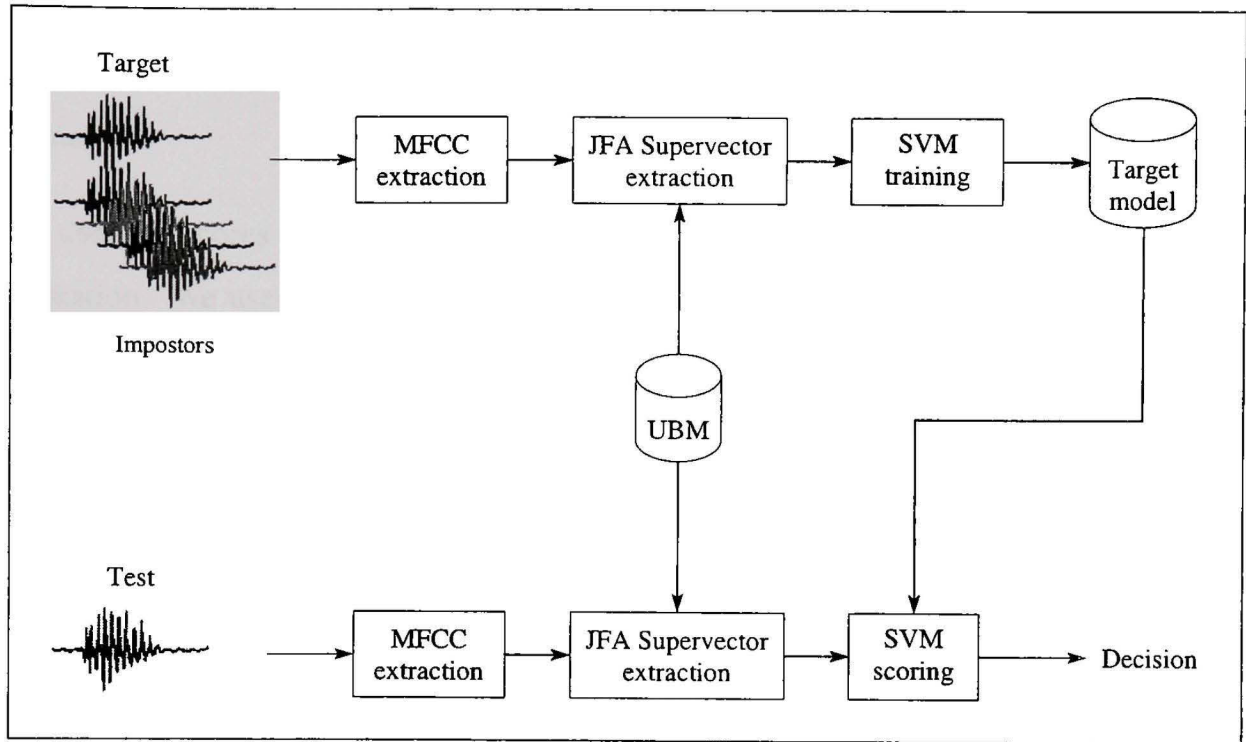 Target
MFCC
extraction
JFA Supervector
extraction
SVM
training
Target
model
Impostors
UBM
Test
MFCC
extraction
JFA Supervector
extraction
SVM
scoring
Decision